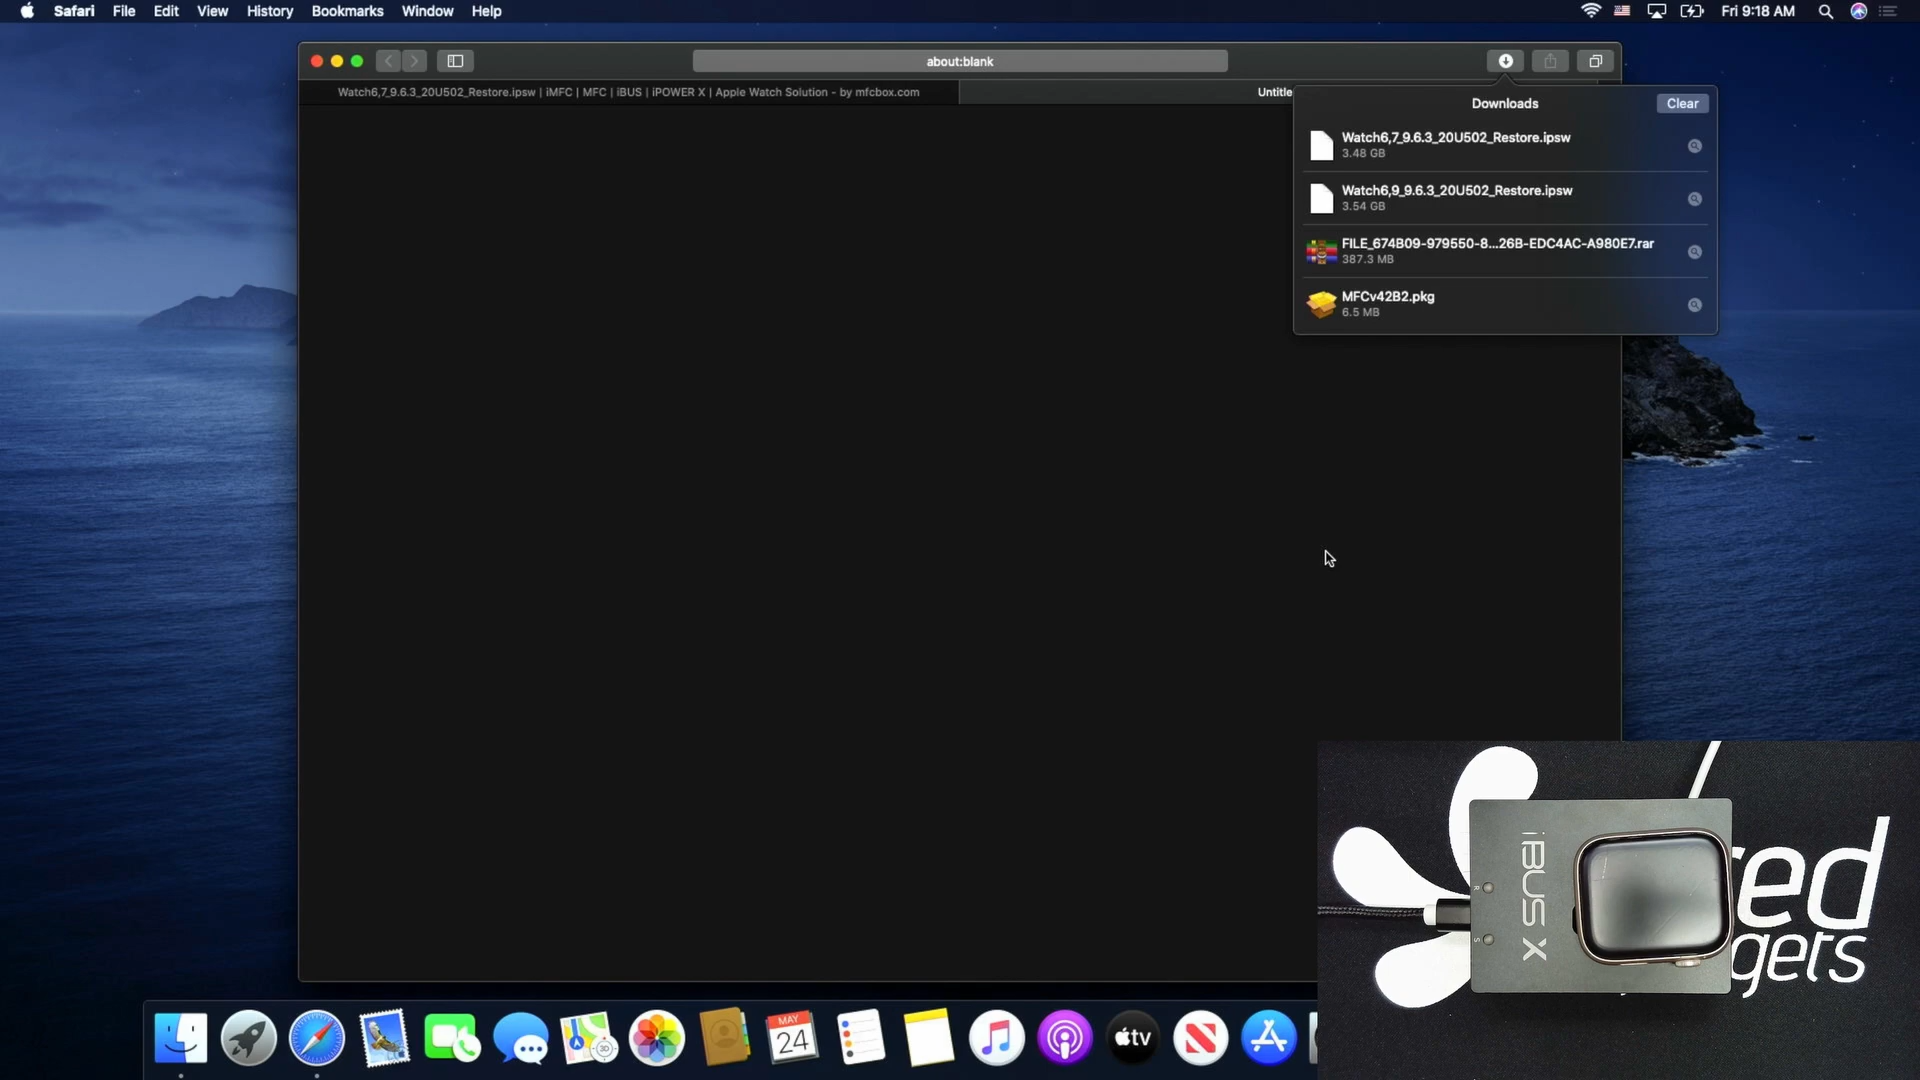 Safari File Edit View History Bookmarks Window Help
Fri 9:18 AM
about:blank
Watch6,7_9.6.3_20U502_Restore.ipsw | iMFC | MFC | iBUS | iPOWER X | Apple Watch Solution - by mfcbox.com
Untitle
Downloads
Clear
Watch6,7_9.6.3_20U502_Restore.ipsw
3.48 GB
Watch6,9_9.6.3_20U502_Restore.ipsw
3.54 GB
FILE_674B09-979550-8...26B-EDC4AC-A980E7.rar
387.3 MB
MFCv42B2.pkg
6.5 MB
iBUS X
R
S
red
gets
MAY
24
tv